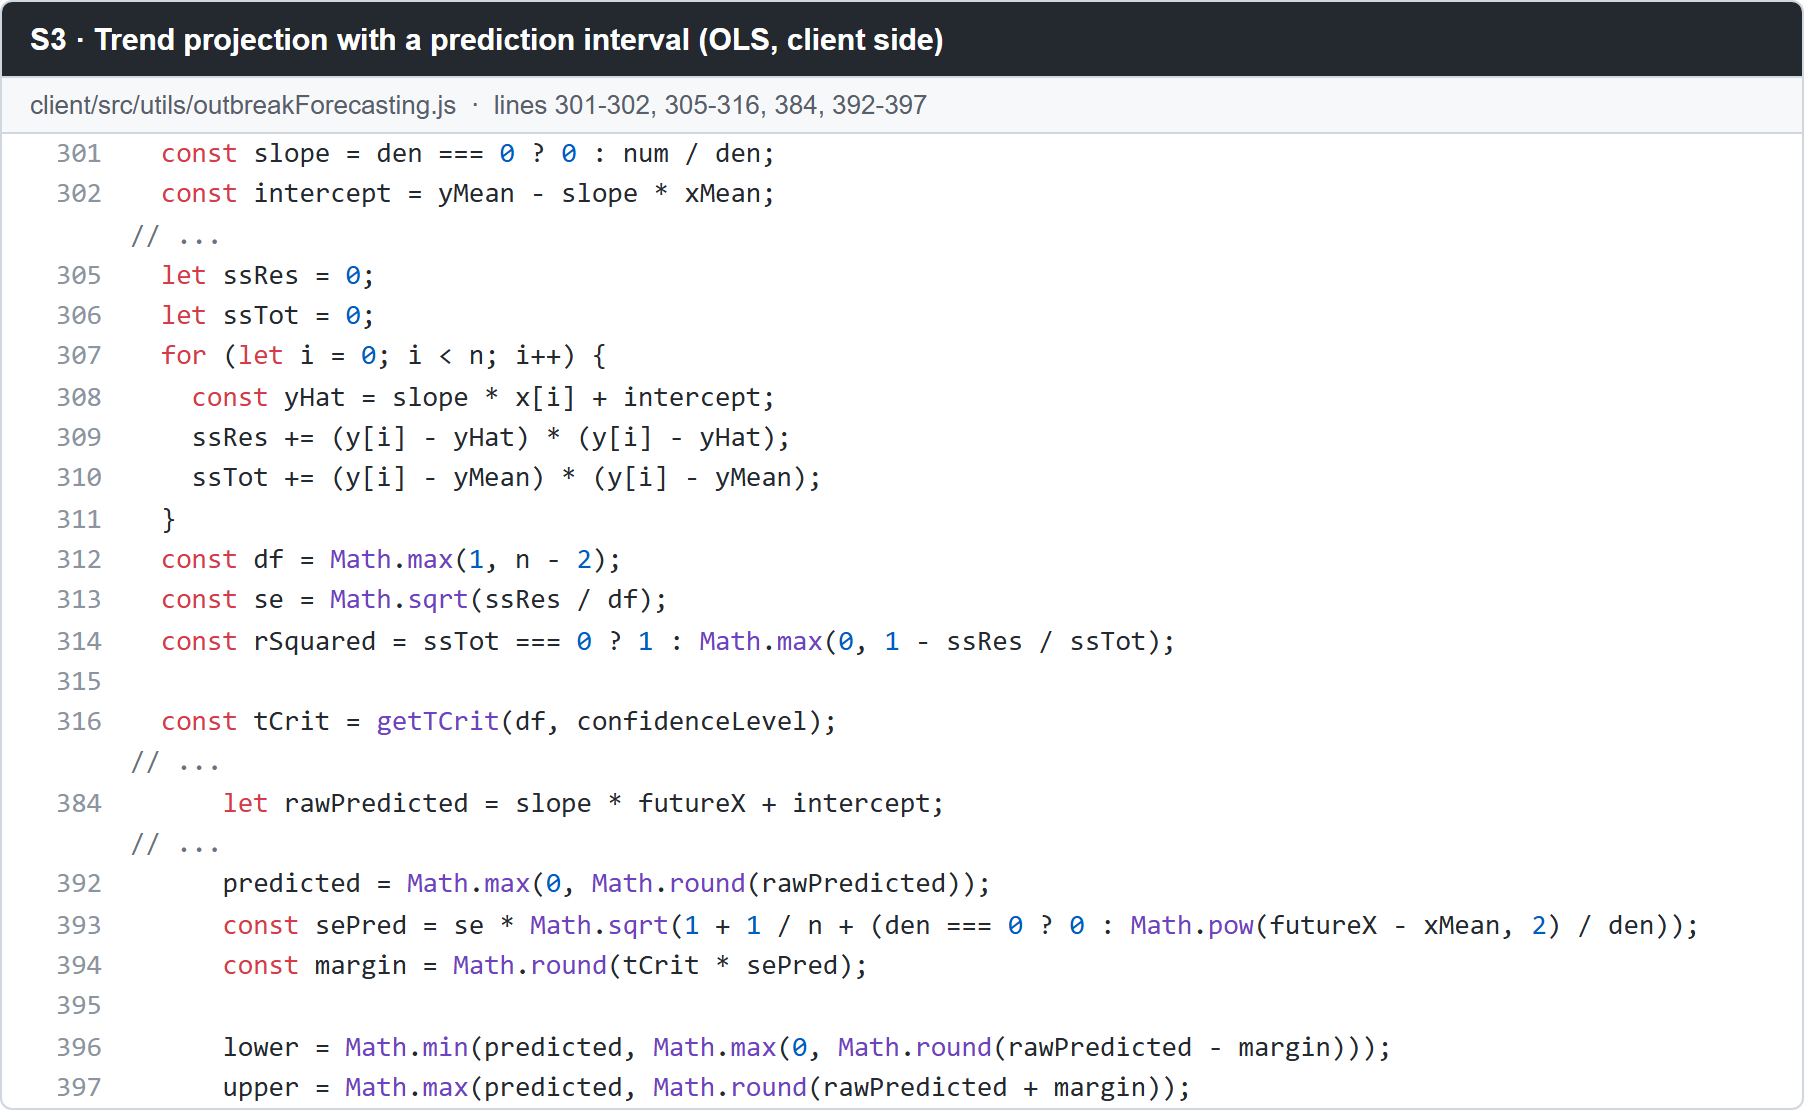 S3 · Trend projection with a prediction interval (OLS, client side)
client/src/utils/outbreakForecasting.js · lines 301-302, 305-316, 384, 392-397
301 const slope = den === 0 ? 0 : num / den;
302 const intercept = yMean - slope * xMean;
// ...
305 let ssRes = 0;
306 let ssTot = 0;
307 for (let i = 0; i < n; i++) {
308 const yHat = slope * x[i] + intercept;
309 ssRes += (y[i] - yHat) * (y[i] - yHat);
310 ssTot += (y[i] - yMean) * (y[i] - yMean);
311 }
312 const df = Math.max(1, n - 2);
313 const se = Math.sqrt(ssRes / df);
314 const rSquared = ssTot === 0 ? 1 : Math.max(0, 1 - ssRes / ssTot);
315
316 const tCrit = getTCrit(df, confidenceLevel);
// ...
384 let rawPredicted = slope * futureX + intercept;
// ...
392 predicted = Math.max(0, Math.round(rawPredicted));
393 const sePred = se * Math.sqrt(1 + 1 / n + (den === 0 ? 0 : Math.pow(futureX - xMean, 2) / den));
394 const margin = Math.round(tCrit * sePred);
395
396 lower = Math.min(predicted, Math.max(0, Math.round(rawPredicted - margin)));
397 upper = Math.max(predicted, Math.round(rawPredicted + margin));